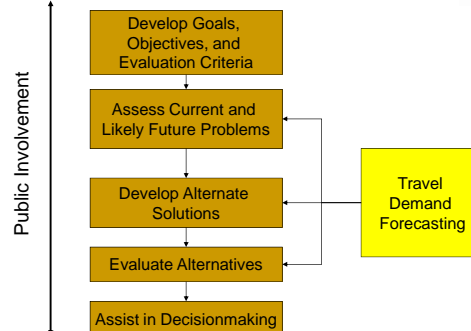 Develop Goals,
Objectives, and
Evaluation Criteria
Assess Current and
Likely Future Problems
Develop Alternate
Solutions
Evaluate Alternatives
Assist in Decisionmaking
Travel
Demand
Forecasting
Public Involvement